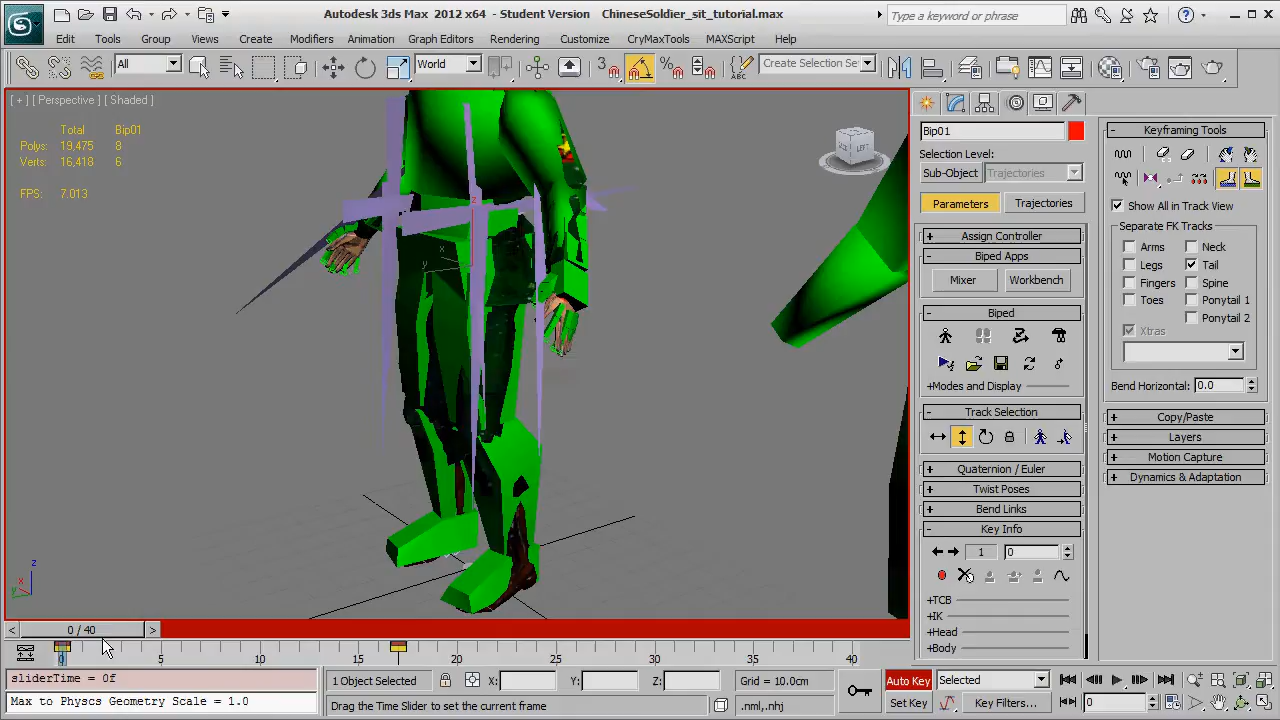 Autodesk 3ds Max 2012 x64 - Student Version ChineseSoldier_sit_tutorial.max
Type a keyword or phrase
Edit Tools Group Views Create Modifiers Animation Graph Editors Rendering Customize CryMaxTools MAXScript Help
All World 3 Create Selection Se
[ + ] [ Perspective ] [ Shaded ]
Total Bip01
Polys: 19,475 8
Verts: 16,418 6
FPS: 7.013
LEFT
z
x
y
z
x
y
Bip01
Selection Level:
Sub-Object Trajectories
Parameters Trajectories
+ Assign Controller
- Biped Apps
Mixer Workbench
- Biped
+Modes and Display
- Track Selection
+ Quaternion / Euler
+ Twist Poses
+ Bend Links
- Key Info
1 0
+TCB
+IK
+Head
+Body
- Keyframing Tools
Show All in Track View
Separate FK Tracks
Arms Neck
Legs Tail
Fingers Spine
Toes Ponytail 1
Ponytail 2
Xtras
Bend Horizontal: 0.0
+ Copy/Paste
+ Layers
+ Motion Capture
+ Dynamics & Adaptation
< 0 / 40 >
0 5 10 15 20 25 30 35 40
sliderTime = 0f
Max to Physcs Geometry Scale = 1.0
1 Object Selected X: Y: Z: Grid = 10.0cm
Drag the Time Slider to set the current frame .nml,.nhj
Auto Key Selected
Set Key Key Filters... 0